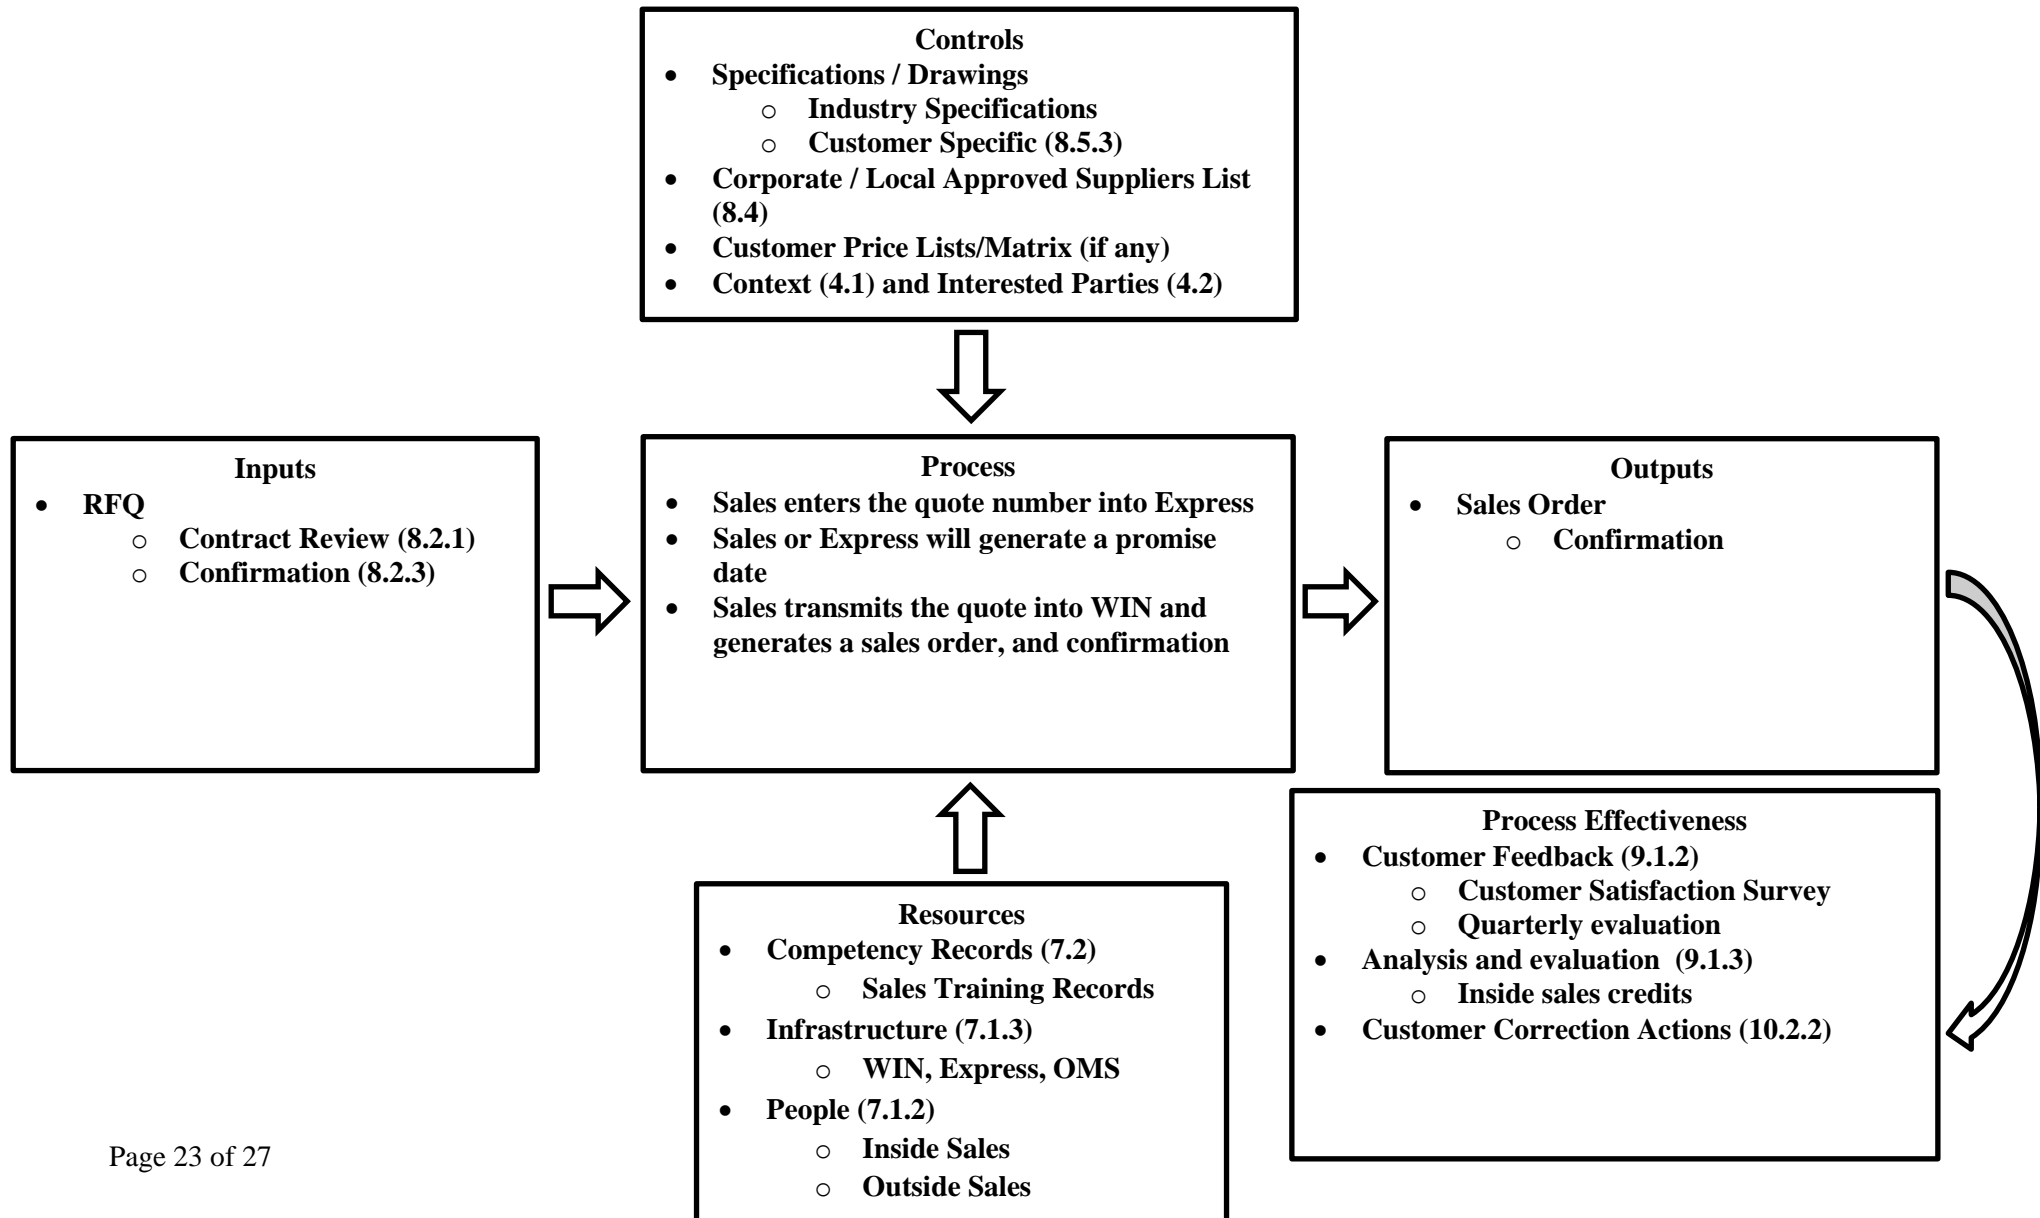 Controls
• Specifications / Drawings
o Industry Specifications
o Customer Specific (8.5.3)
• Corporate / Local Approved Suppliers List
(8.4)
• Customer Price Lists/Matrix (if any)
• Context (4.1) and Interested Parties (4.2)
Inputs
• RFQ
o Contract Review (8.2.1)
o Confirmation (8.2.3)
Process
• Sales enters the quote number into Express
• Sales or Express will generate a promise
date
• Sales transmits the quote into WIN and
generates a sales order, and confirmation
Outputs
• Sales Order
o Confirmation
Resources
• Competency Records (7.2)
o Sales Training Records
• Infrastructure (7.1.3)
o WIN, Express, OMS
• People (7.1.2)
o Inside Sales
o Outside Sales
Process Effectiveness
• Customer Feedback (9.1.2)
o Customer Satisfaction Survey
o Quarterly evaluation
• Analysis and evaluation (9.1.3)
o Inside sales credits
• Customer Correction Actions (10.2.2)
Page 23 of 27